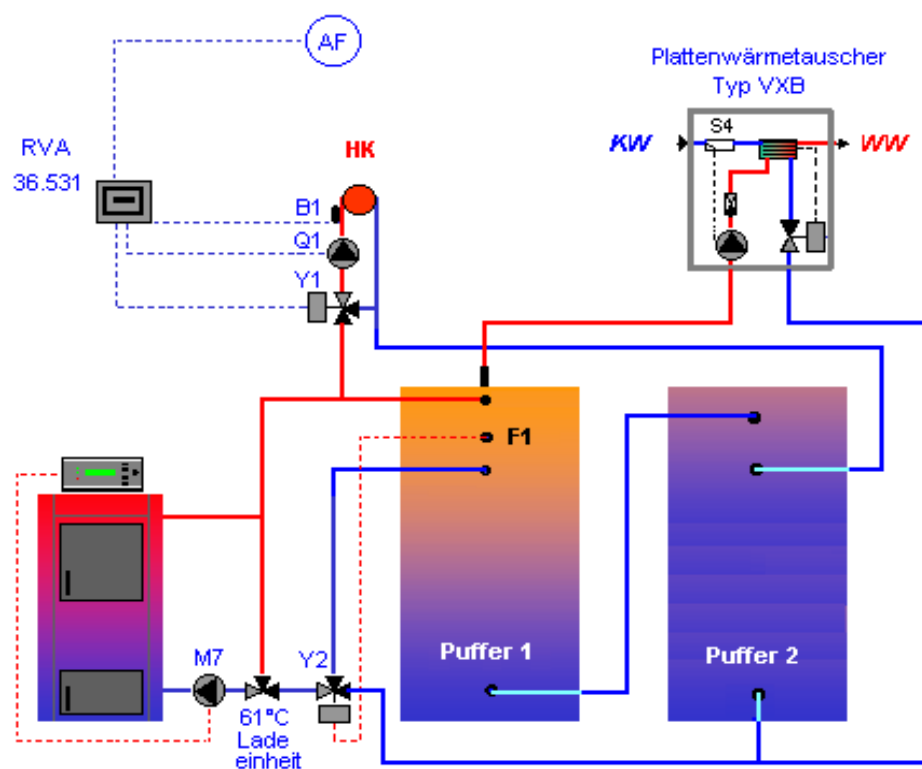 AF
Plattenwärmetauscher
Typ VXB
S4
KW
WW
RVA
36.531
HK
B1
Q1
Y1
F1
M7
Y2
61°C
Lade
einheit
Puffer 1
Puffer 2